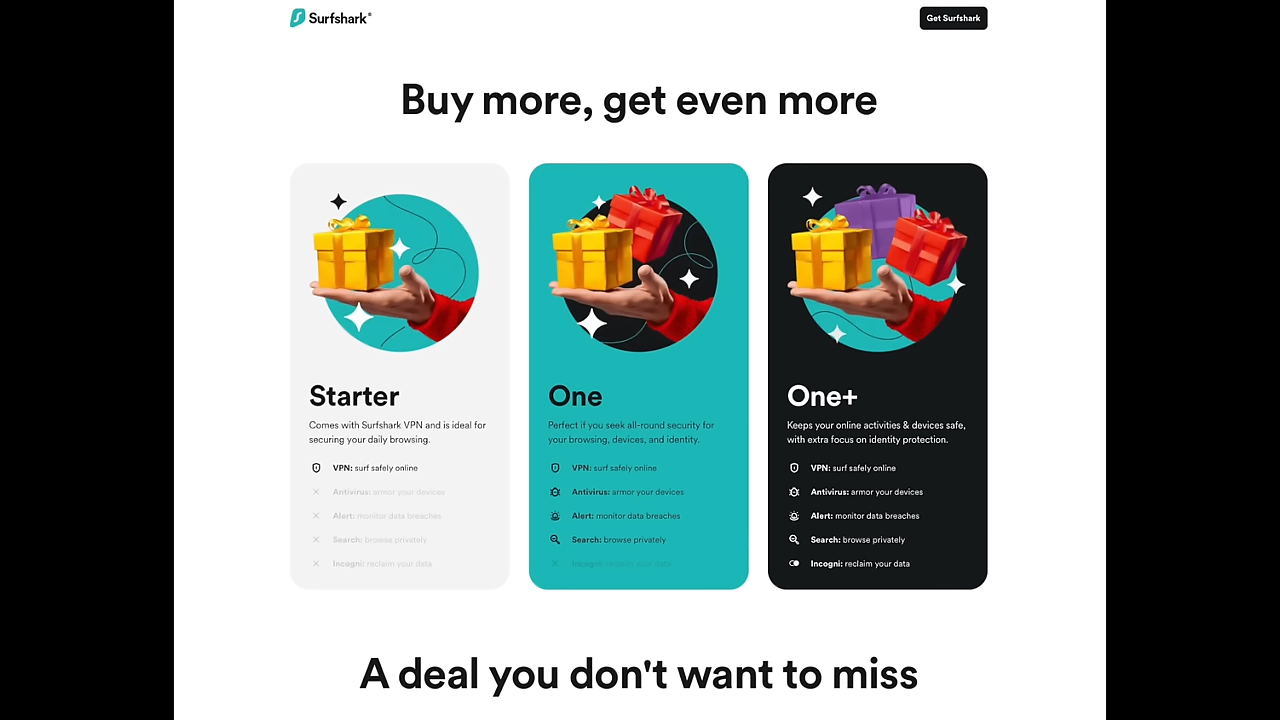 Surfshark®
Get Surfshark
Buy more, get even more
Starter
Comes with Surfshark VPN and is ideal for
securing your daily browsing.
VPN: surf safely online
Antivirus: armor your devices
Alert: monitor data breaches
Search: browse privately
Incogni: reclaim your data
One
Perfect if you seek all-round security for
your browsing, devices, and identity.
VPN: surf safely online
Antivirus: armor your devices
Alert: monitor data breaches
Search: browse privately
Incogni: reclaim your data
One+
Keeps your online activities & devices safe,
with extra focus on identity protection.
VPN: surf safely online
Antivirus: armor your devices
Alert: monitor data breaches
Search: browse privately
Incogni: reclaim your data
A deal you don't want to miss